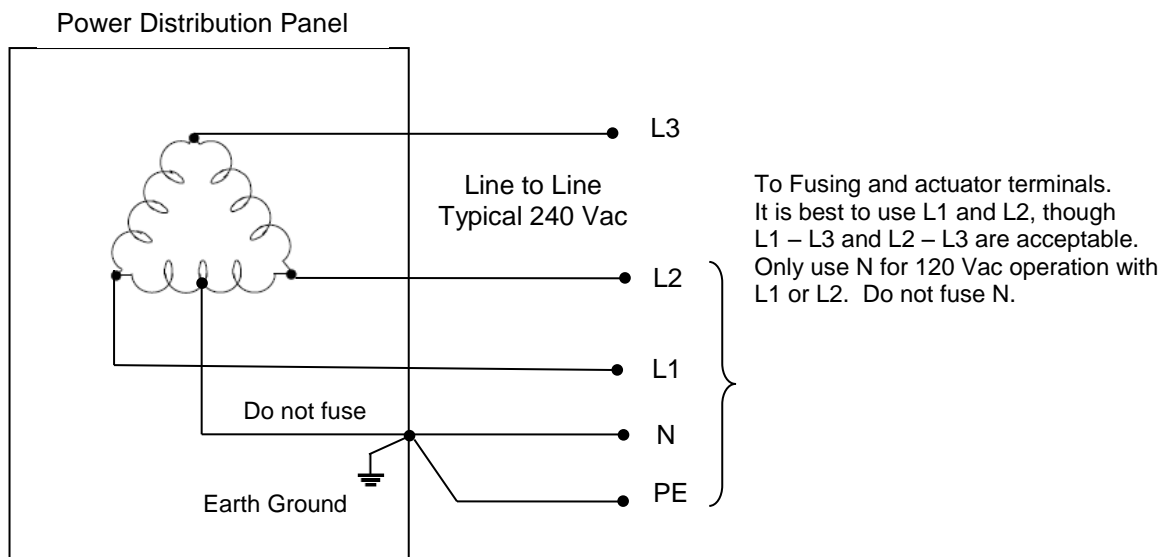 Power Distribution Panel
L3
Line to Line
Typical 240 Vac
To Fusing and actuator terminals.
It is best to use L1 and L2, though
L1 – L3 and L2 – L3 are acceptable.
Only use N for 120 Vac operation with
L1 or L2.  Do not fuse N.
L2
L1
Do not fuse
N
Earth Ground
PE